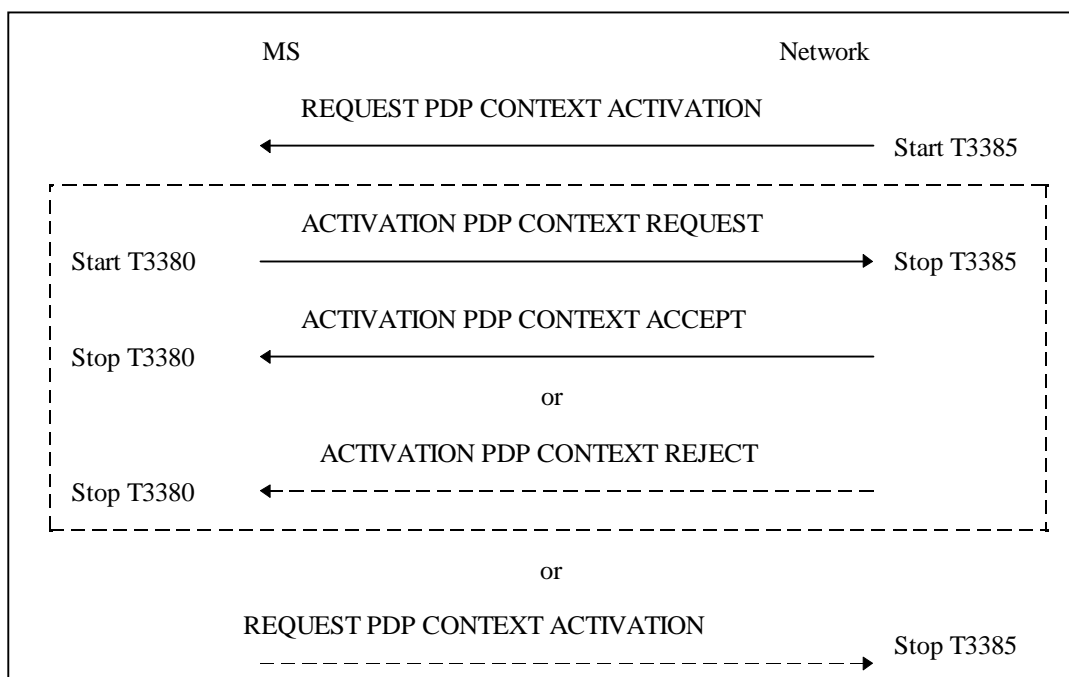 MS Network
REQUEST PDP CONTEXT ACTIVATION
Start T3385
ACTIVATION PDP CONTEXT REQUEST
Start T3380 Stop T3385
ACTIVATION PDP CONTEXT ACCEPT
Stop T3380
or
ACTIVATION PDP CONTEXT REJECT
Stop T3380
or
REQUEST PDP CONTEXT ACTIVATION
Stop T3385